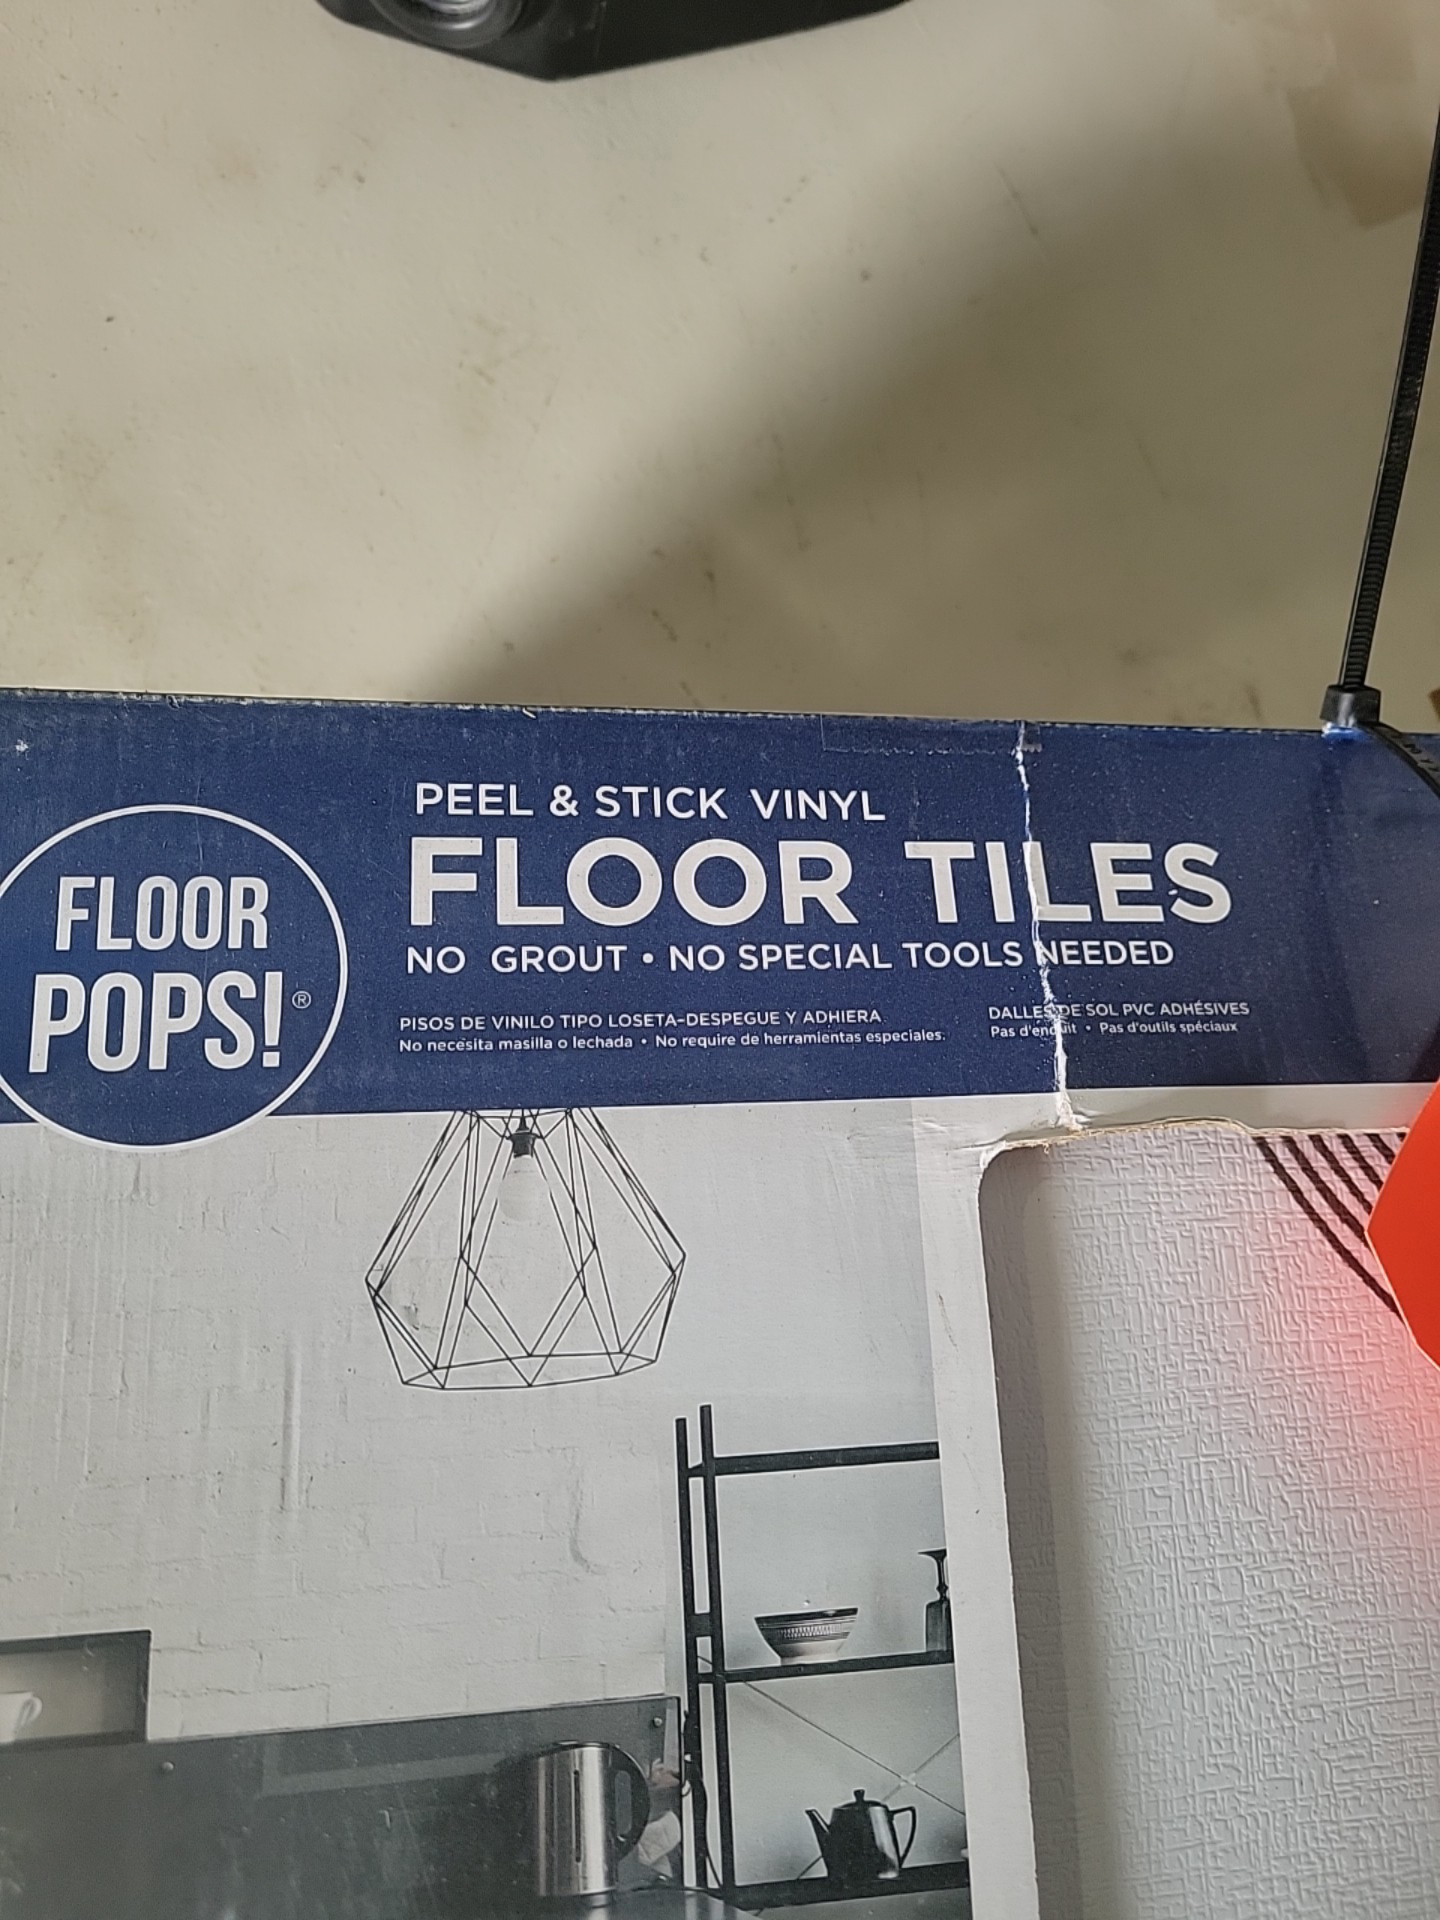 FLOOR
POPS!®
PEEL & STICK VINYL
FLOOR TILES
NO GROUT • NO SPECIAL TOOLS NEEDED
PISOS DE VINILO TIPO LOSETA-DESPEGUE Y ADHIERA
No necesita masilla o lechada • No require de herramientas especiales.
DALLES DE SOL PVC ADHÉSIVES
Pas d'enduit • Pas d'outils spéciaux